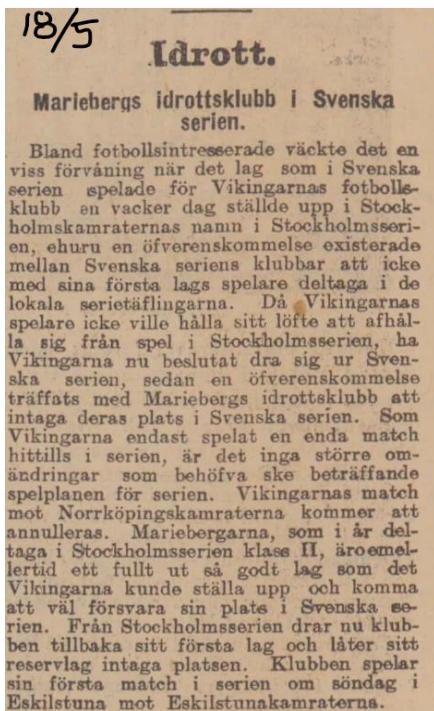 18/5
Idrott.
Mariebergs idrottsklubb i Svenska
serien.
Bland fotbollsintresserade väckte det en
viss förvåning när det lag som i Svenska
serien spelade för Vikingarnas fotbolls-
klubb en vacker dag ställde upp i Stock-
holmskamraternas namn i Stockholmsseri-
en, ehuru en öfverenskommelse existerade
mellan Svenska seriens klubbar att icke
med sina första lags spelare deltaga i de
lokala serietäflingarna. Då Vikingarnas
spelare icke ville hålla sitt löfte att afhål-
la sig från spel i Stockholmsserien, ha
Vikingarna nu beslutat dra sig ur Sven-
ska serien, sedan en öfverenskommelse
träffats med Mariebergs idrottsklubb att
intaga deras plats i Svenska serien. Som
Vikingarna endast spelat en enda match
hittills i serien, är det inga större om-
ändringar som behöfva ske beträffande
spelplanen för serien. Vikingarnas match
mot Norrköpingskamraterna kommer att
annulleras. Mariebergarna, som i år del-
taga i Stockholmsserien klass II, äro emel-
lertid ett fullt ut så godt lag som det
Vikingarna kunde ställa upp och komma
att väl försvara sin plats i Svenska se-
rien. Från Stockholmsserien drar nu klub-
ben tillbaka sitt första lag och låter sitt
reservlag intaga platsen. Klubben spelar
sin första match i serien om söndag i
Eskilstuna mot Eskilstunakamraterna.